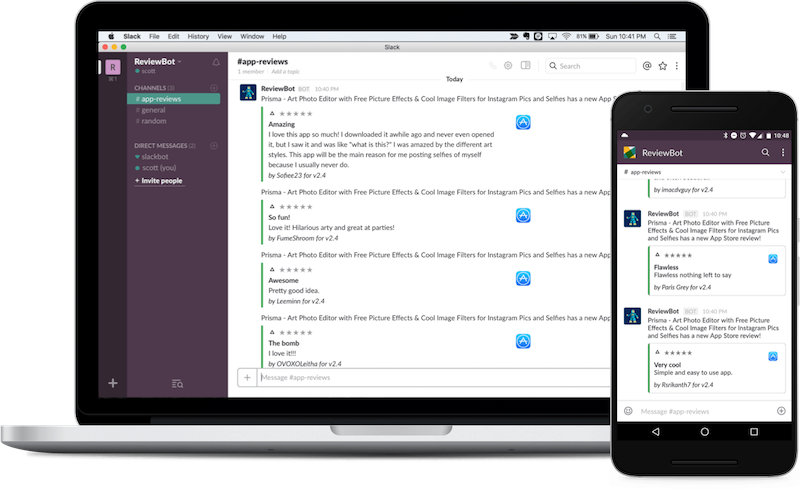 Slack File Edit History View Window Help
81% Sun 10:41 PM
Slack
R
⌘1
ReviewBot
scott
CHANNELS (3)
# app-reviews
# general
# random
DIRECT MESSAGES (2)
slackbot
scott (you)
+ Invite people
#app-reviews
1 member | Add a topic
Search
Today
ReviewBot BOT 10:40 PM
Prisma - Art Photo Editor with Free Picture Effects & Cool Image Filters for Instagram Pics and Selfies has a new App
★★★★★
Amazing
I love this app so much! I downloaded it awhile ago and never even opened
it, but I saw it and was like "what is this?" I was amazed by the different art
styles. This app will be the main reason for me posting selfies of myself
because I usually never do.
by Sofiee23 for v2.4
Prisma - Art Photo Editor with Free Picture Effects & Cool Image Filters for Instagram Pics and Selfies has a new App
★★★★★
So fun!
Love it! Hilarious arty and great at parties!
by FumeShroom for v2.4
Prisma - Art Photo Editor with Free Picture Effects & Cool Image Filters for Instagram Pics and Selfies has a new App
★★★★★
Awesome
Pretty good idea.
by Leeminn for v2.4
Prisma - Art Photo Editor with Free Picture Effects & Cool Image Filters for Instagram Pics and Selfies has a new App
★★★★★
The bomb
I love it!!!
by OVOXOLeitha for v2.4
Message #app-reviews
10:48
ReviewBot
# app-reviews
by imacdvguy for v2.4
ReviewBot BOT 10:40 PM
Prisma - Art Photo Editor with Free Picture
Effects & Cool Image Filters for Instagram Pics
and Selfies has a new App Store review!
★★★★★
Flawless
Flawless nothing left to say
by Paris Grey for v2.4
ReviewBot BOT 10:40 PM
Prisma - Art Photo Editor with Free Picture
Effects & Cool Image Filters for Instagram Pics
and Selfies has a new App Store review!
★★★★★
Very cool
Simple and easy to use app.
by Rsrikanth7 for v2.4
Message #app-reviews